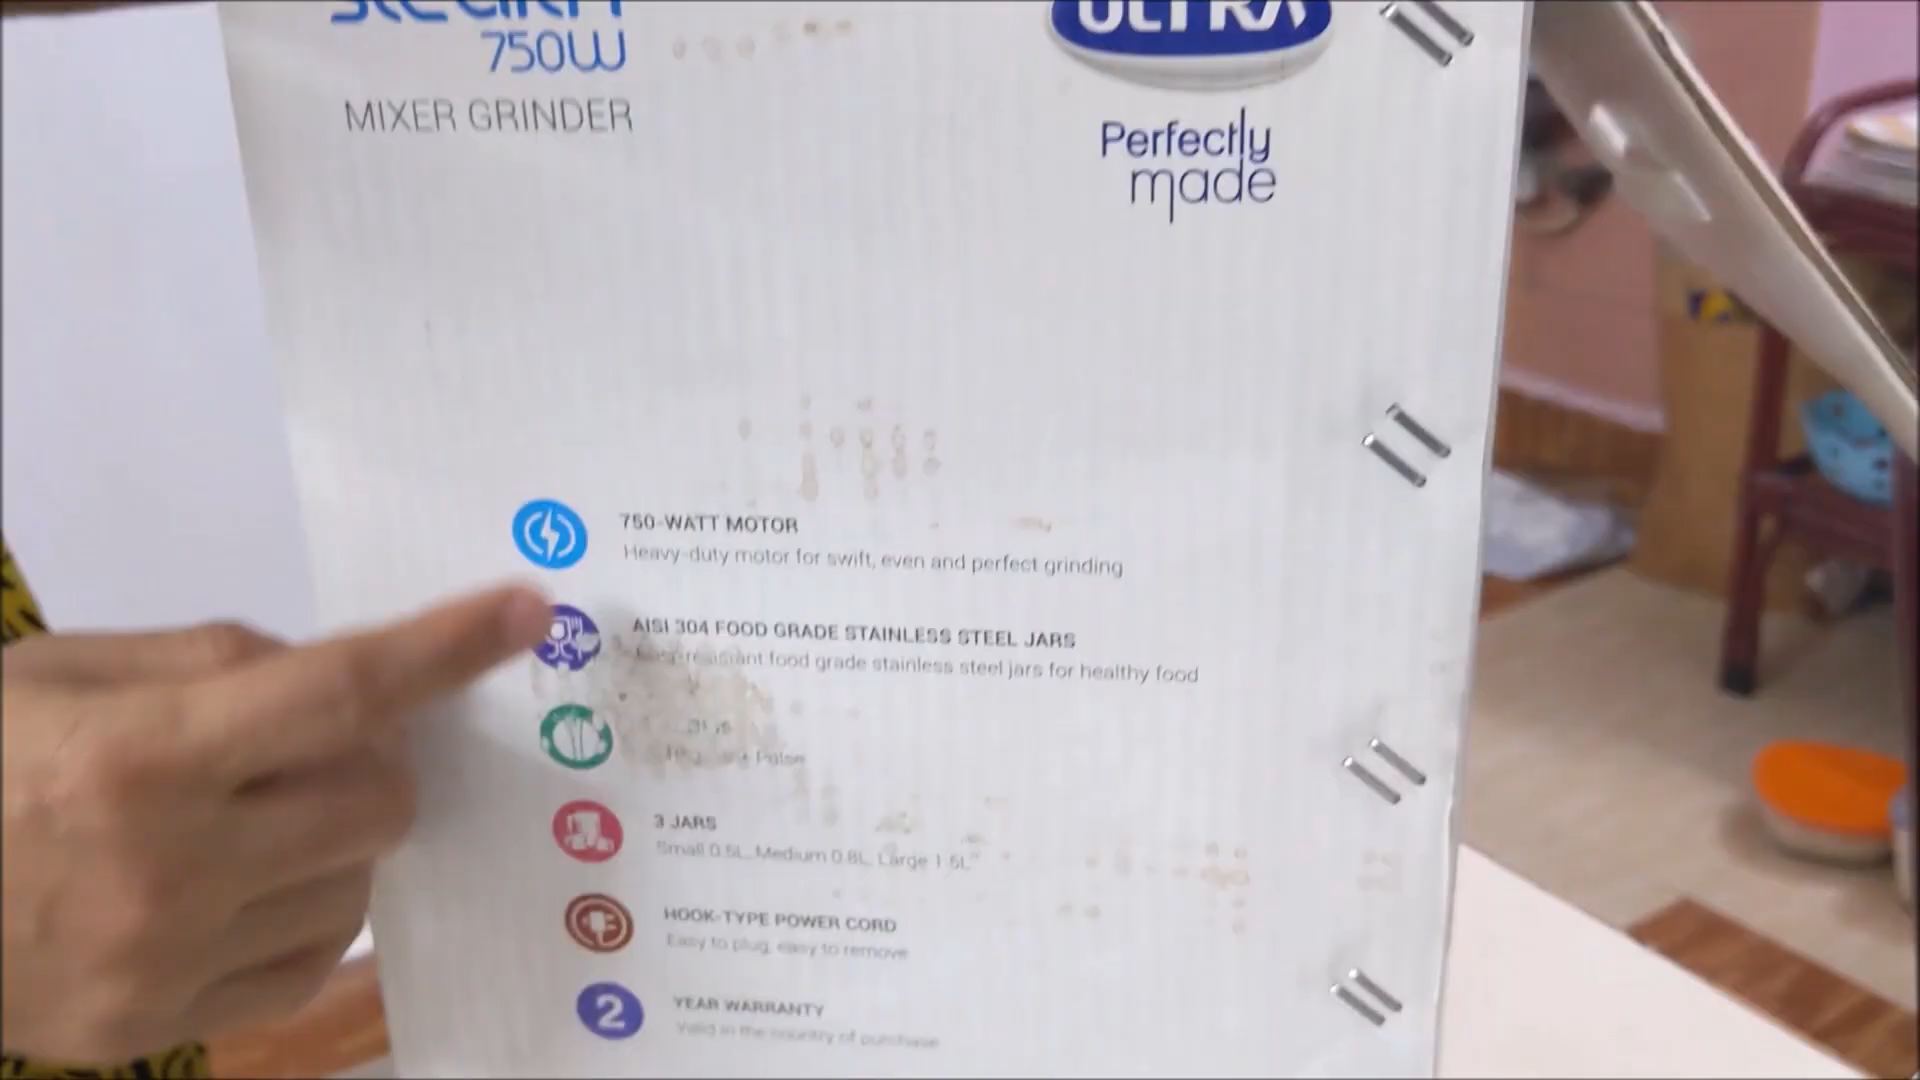 750W
MIXER GRINDER
ULTRA
Perfectly
made
750-WATT MOTOR
Heavy-duty motor for swift, even and perfect grinding
AISI 304 FOOD GRADE STAINLESS STEEL JARS
food grade stainless steel jars for healthy food
Pulse
3 JARS
Small 0.5L, Medium 0.8L, Large 1.5L
HOOK-TYPE POWER CORD
Easy to plug, easy to remove
2 YEAR WARRANTY
Valid in the country of purchase